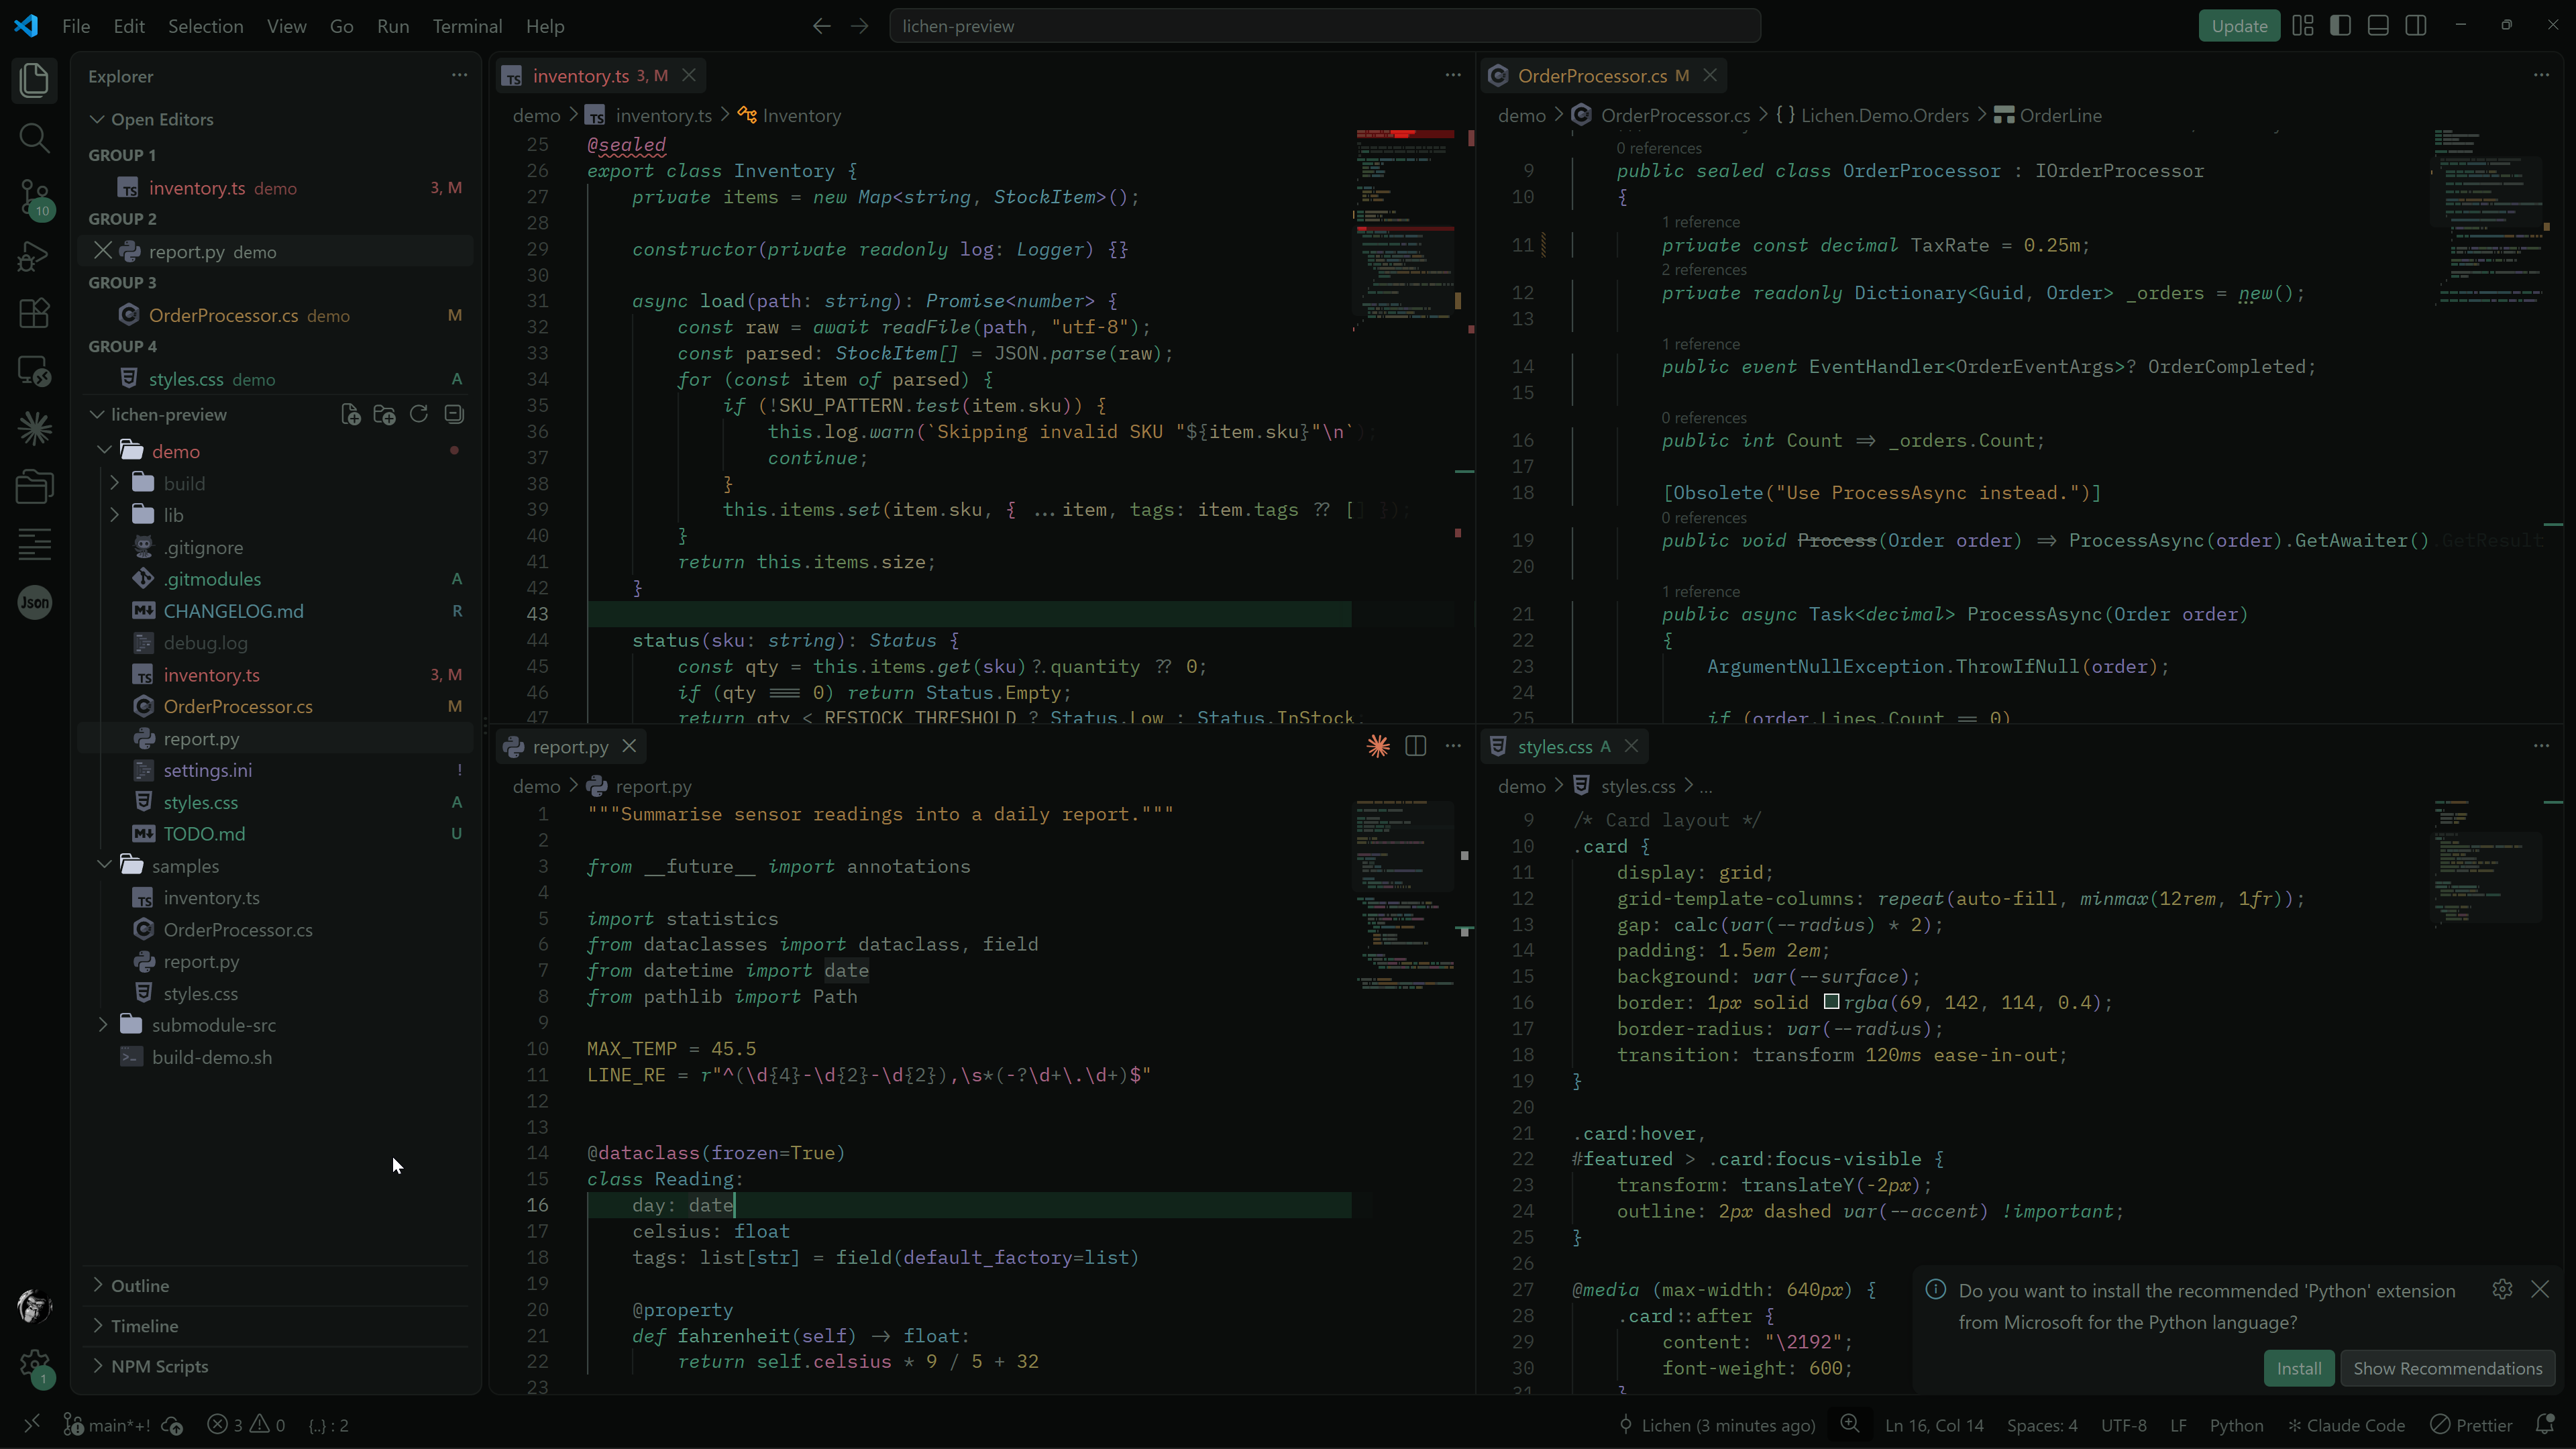 File Edit Selection View Go Run Terminal Help
lichen-preview
Update
Explorer
Open Editors
GROUP 1
inventory.ts demo 3, M
GROUP 2
report.py demo
GROUP 3
OrderProcessor.cs demo M
GROUP 4
styles.css demo A
lichen-preview
demo
build
lib
.gitignore
.gitmodules A
CHANGELOG.md R
debug.log
inventory.ts 3, M
OrderProcessor.cs M
report.py
settings.ini !
styles.css A
TODO.md U
samples
inventory.ts
OrderProcessor.cs
report.py
styles.css
submodule-src
build-demo.sh
Outline
Timeline
NPM Scripts
10
Json
1
inventory.ts 3, M
demo > inventory.ts > Inventory
25 @sealed
26 export class Inventory {
27 private items = new Map<string, StockItem>();
28
29 constructor(private readonly log: Logger) {}
30
31 async load(path: string): Promise<number> {
32 const raw = await readFile(path, "utf-8");
33 const parsed: StockItem[] = JSON.parse(raw);
34 for (const item of parsed) {
35 if (!SKU_PATTERN.test(item.sku)) {
36 this.log.warn(`Skipping invalid SKU "${item.sku}"\n`);
37 continue;
38 }
39 this.items.set(item.sku, { ...item, tags: item.tags ?? [] });
40 }
41 return this.items.size;
42 }
43
44 status(sku: string): Status {
45 const qty = this.items.get(sku)?.quantity ?? 0;
46 if (qty === 0) return Status.Empty;
47 return qty < RESTOCK_THRESHOLD ? Status.Low : Status.InStock
OrderProcessor.cs M
demo > OrderProcessor.cs > {} Lichen.Demo.Orders > OrderLine
0 references
9 public sealed class OrderProcessor : IOrderProcessor
10 {
1 reference
11 private const decimal TaxRate = 0.25m;
2 references
12 private readonly Dictionary<Guid, Order> _orders = new();
13
1 reference
14 public event EventHandler<OrderEventArgs>? OrderCompleted;
15
0 references
16 public int Count => _orders.Count;
17
18 [Obsolete("Use ProcessAsync instead.")]
0 references
19 public void Process(Order order) => ProcessAsync(order).GetAwaiter().GetResult
20
1 reference
21 public async Task<decimal> ProcessAsync(Order order)
22 {
23 ArgumentNullException.ThrowIfNull(order);
24
25 if (order.Lines.Count == 0)
report.py
demo > report.py
1 """Summarise sensor readings into a daily report."""
2
3 from __future__ import annotations
4
5 import statistics
6 from dataclasses import dataclass, field
7 from datetime import date
8 from pathlib import Path
9
10 MAX_TEMP = 45.5
11 LINE_RE = r"^(\d{4}-\d{2}-\d{2}),\s*(-?\d+\.\d+)$"
12
13
14 @dataclass(frozen=True)
15 class Reading:
16 day: date
17 celsius: float
18 tags: list[str] = field(default_factory=list)
19
20 @property
21 def fahrenheit(self) -> float:
22 return self.celsius * 9 / 5 + 32
23
styles.css A
demo > styles.css > ...
9 /* Card layout */
10 .card {
11 display: grid;
12 grid-template-columns: repeat(auto-fill, minmax(12rem, 1fr));
13 gap: calc(var(--radius) * 2);
14 padding: 1.5em 2em;
15 background: var(--surface);
16 border: 1px solid rgba(69, 142, 114, 0.4);
17 border-radius: var(--radius);
18 transition: transform 120ms ease-in-out;
19 }
20
21 .card:hover,
22 #featured > .card:focus-visible {
23 transform: translateY(-2px);
24 outline: 2px dashed var(--accent) !important;
25 }
26
27 @media (max-width: 640px) {
28 .card::after {
29 content: "\2192";
30 font-weight: 600;
31 }
Do you want to install the recommended 'Python' extension
from Microsoft for the Python language?
Install Show Recommendations
main*+! 3 0 {..} : 2
Lichen (3 minutes ago) Ln 16, Col 14 Spaces: 4 UTF-8 LF Python Claude Code Prettier